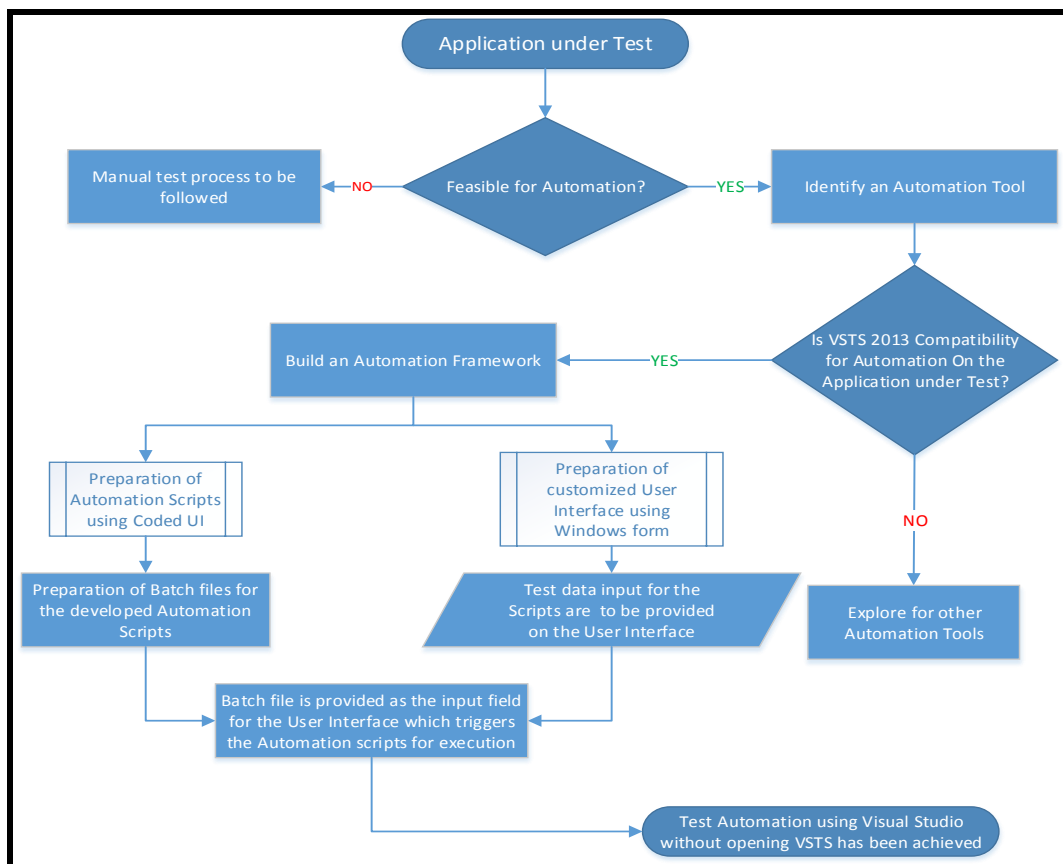 Application under Test
Manual test process to be
followed
NO
Feasible for Automation?
YES
Identify an Automation Tool
Is VSTS 2013 Compatibility
for Automation On the
Application under Test?
YES
Build an Automation Framework
NO
Preparation of
Automation Scripts
using Coded UI
Preparation of
customized User
Interface using
Windows form
Preparation of Batch files for
the developed Automation
Scripts
Test data input for the
Scripts are to be provided
on the User Interface
Explore for other
Automation Tools
Batch file is provided as the input field
for the User Interface which triggers
the Automation scripts for execution
Test Automation using Visual Studio
without opening VSTS has been achieved